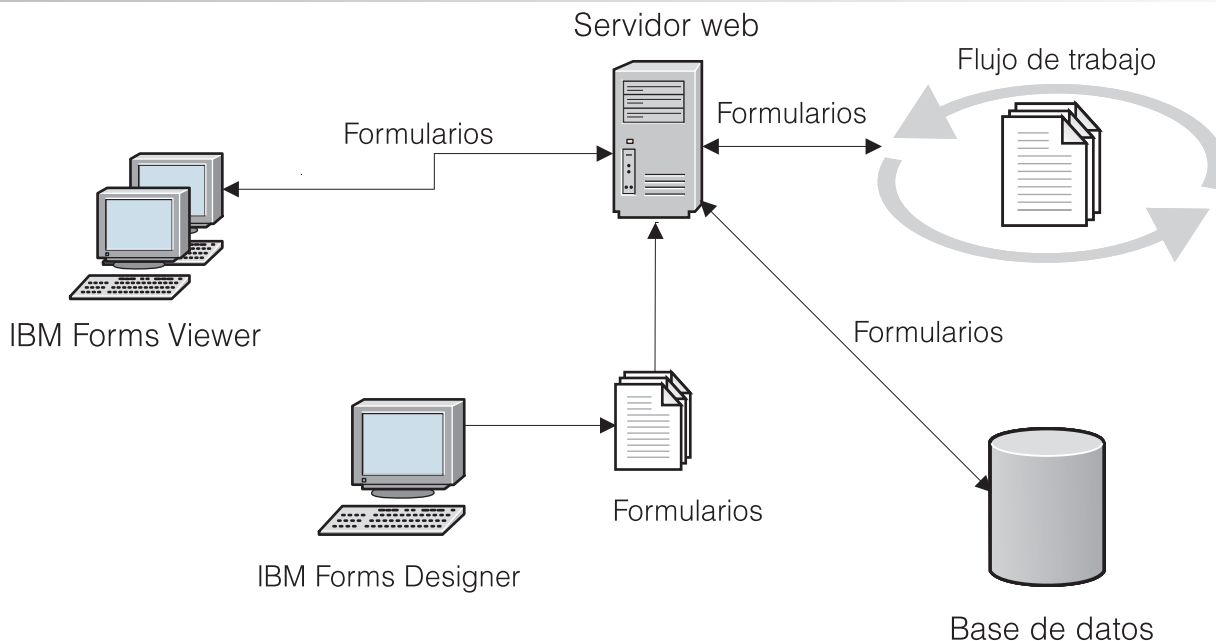 Servidor web
Flujo de trabajo
Formularios
Formularios
IBM Forms Viewer
Formularios
Formularios
IBM Forms Designer
Base de datos